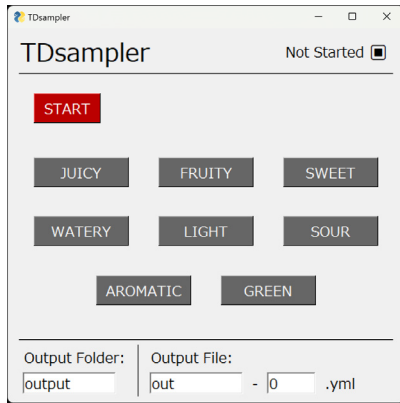 TDsampler
TDsampler
Not Started
START
JUICY FRUITY SWEET
WATERY LIGHT SOUR
AROMATIC GREEN
Output Folder: Output File:
output out - 0 .yml